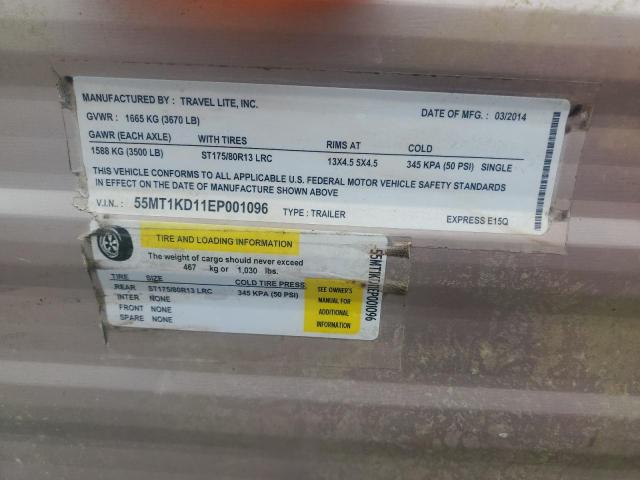 MANUFACTURED BY: TRAVEL LITE, INC. DATE OF MFG.: 03/2014
GVWR: 1665 KG (3670 LB)
GAWR (EACH AXLE) WITH TIRES RIMS AT COLD
1588 KG (3500 LB) ST175/80R13 LRC 13X4.5 5X4.5 345 KPA (50 PSI) SINGLE
THIS VEHICLE CONFORMS TO ALL APPLICABLE U.S. FEDERAL MOTOR VEHICLE SAFETY STANDARDS
IN EFFECT ON THE DATE OF MANUFACTURE SHOWN ABOVE
V.I.N.: 55MT1KD11EP001096 TYPE: TRAILER EXPRESS E15Q
TIRE AND LOADING INFORMATION
The weight of cargo should never exceed
467 kg or 1,030 lbs.
TIRE SIZE COLD TIRE PRESS
REAR ST175/80R13 LRC 345 KPA (50 PSI)
INTER NONE
FRONT NONE
SPARE NONE
SEE OWNER'S
MANUAL FOR
ADDITIONAL
INFORMATION